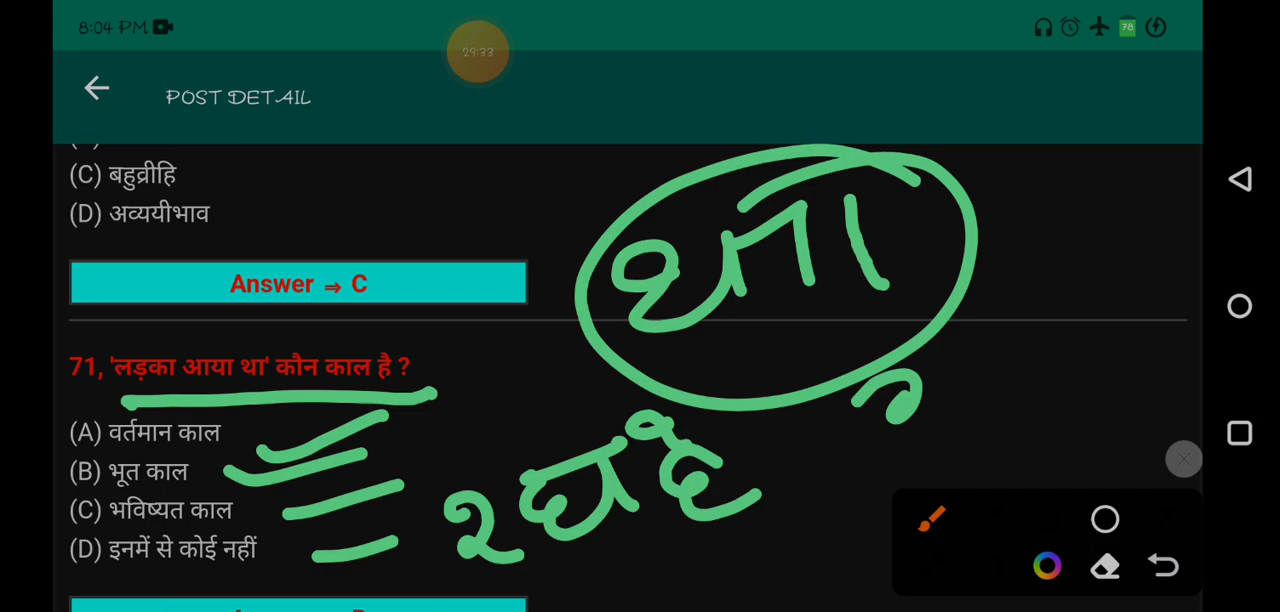 8:04 PM
29:33
78
POST DETAIL
(C) बहुव्रीहि
(D) अव्ययीभाव
Answer ⇒ C
था
71, 'लड़का आया था' कौन काल है ?
(A) वर्तमान काल
(B) भूत काल
(C) भविष्यत काल
(D) इनमें से कोई नहीं